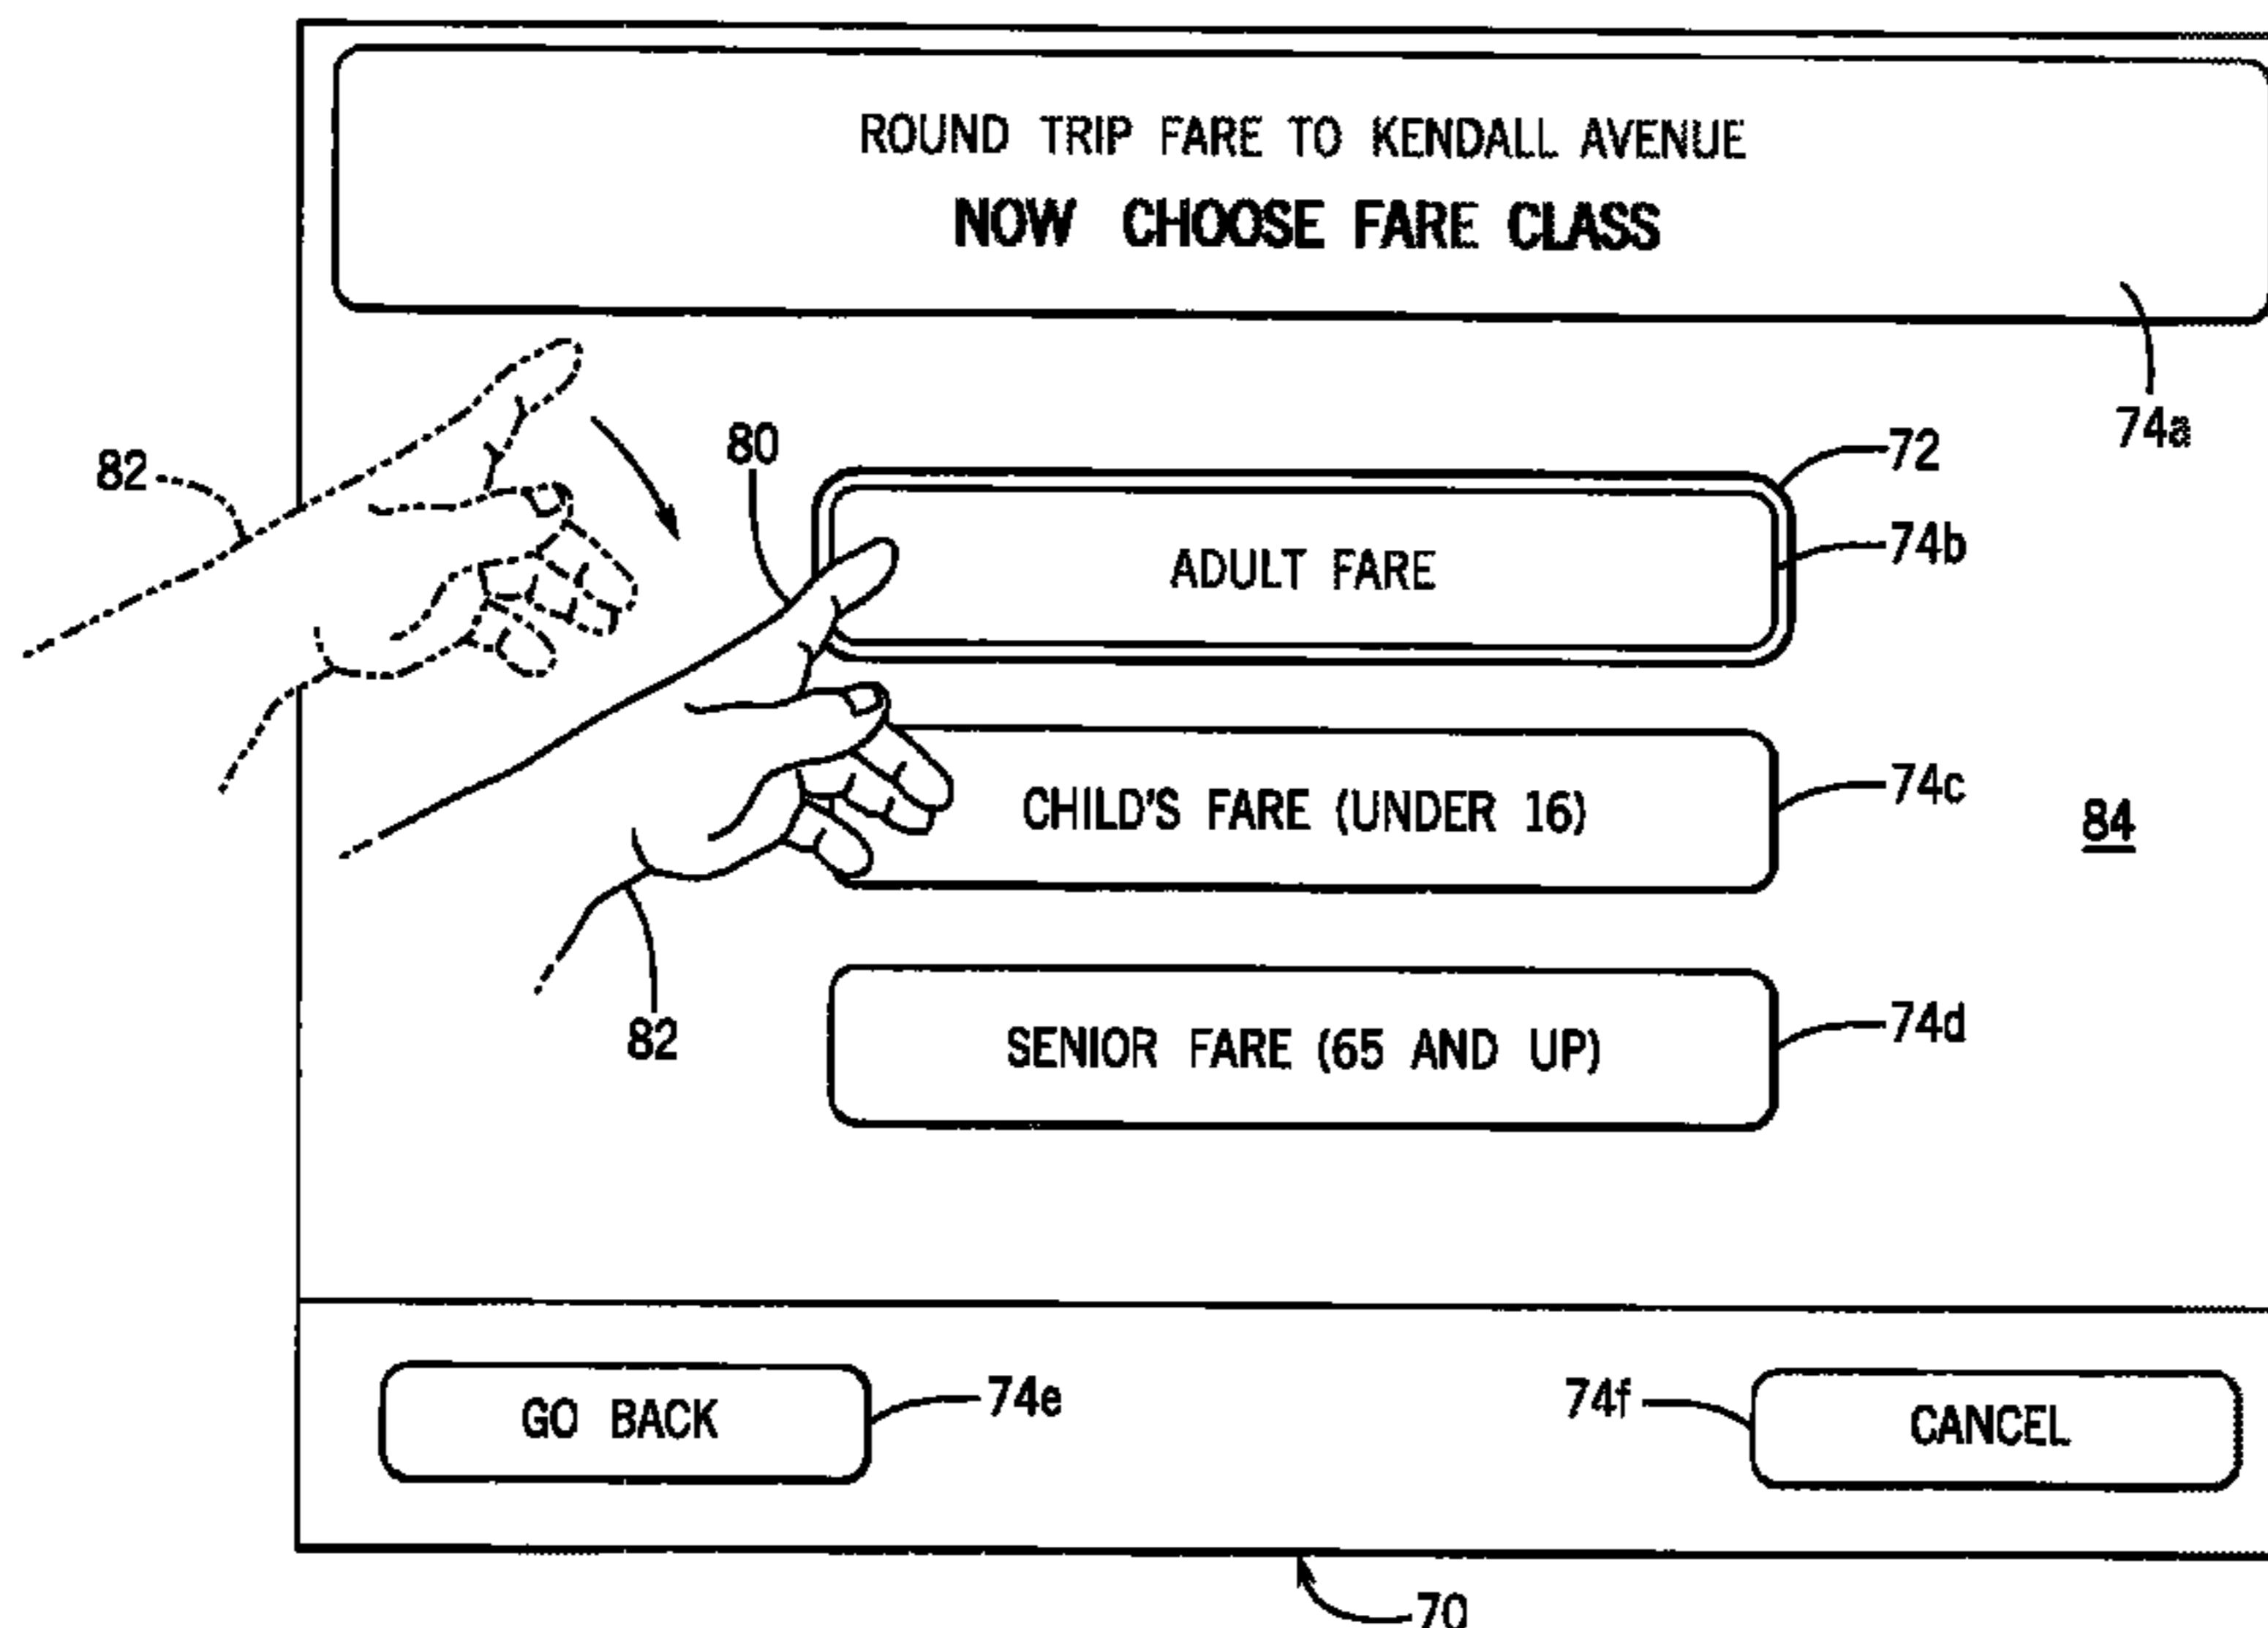 ROUND TRIP FARE TO KENDALL AVENUE
NOW CHOOSE FARE CLASS
74a
82
80
72
ADULT FARE
74b
CHILD'S FARE (UNDER 16)
74c
84
SENIOR FARE (65 AND UP)
74d
82
GO BACK
74e
74f
CANCEL
70